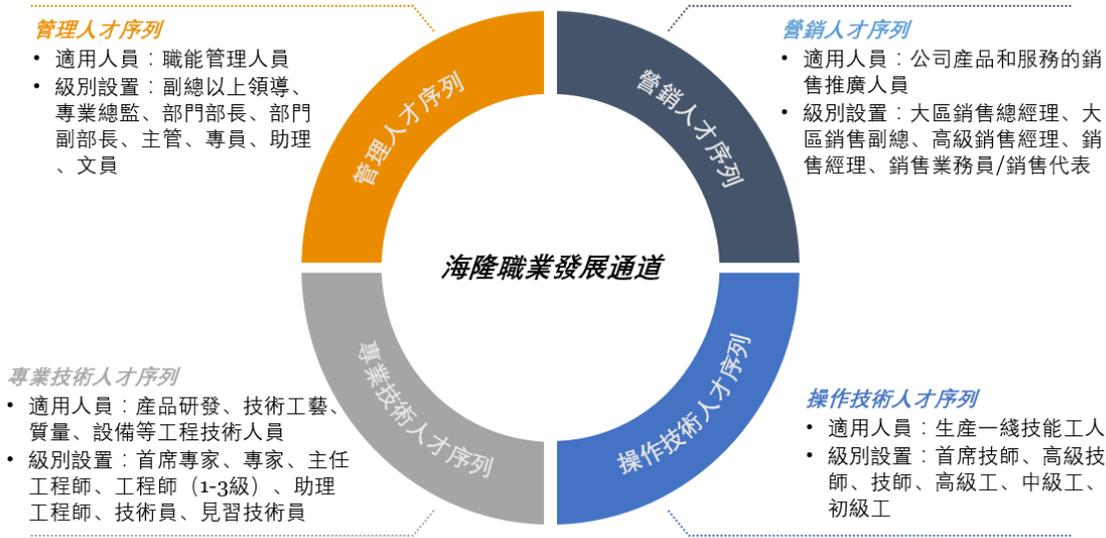 管理人才序列
• 適用人員：職能管理人員
• 級別設置：副總以上領導、
專業總監、部門部長、部門
副部長、主管、專員、助理
、文員
營銷人才序列
• 適用人員：公司產品和服務的銷
售推廣人員
• 級別設置：大區銷售總經理、大
區銷售副總、高級銷售經理、銷
售經理、銷售業務員/銷售代表
管理人才序列
營銷人才序列
海隆職業發展通道
專業技術人才序列
操作技術人才序列
專業技術人才序列
• 適用人員：產品研發、技術工藝、
質量、設備等工程技術人員
• 級別設置：首席專家、專家、主任
工程師、工程師（1-3級）、助理
工程師、技術員、見習技術員
操作技術人才序列
• 適用人員：生產一綫技能工人
• 級別設置：首席技師、高級技
師、技師、高級工、中級工、
初級工